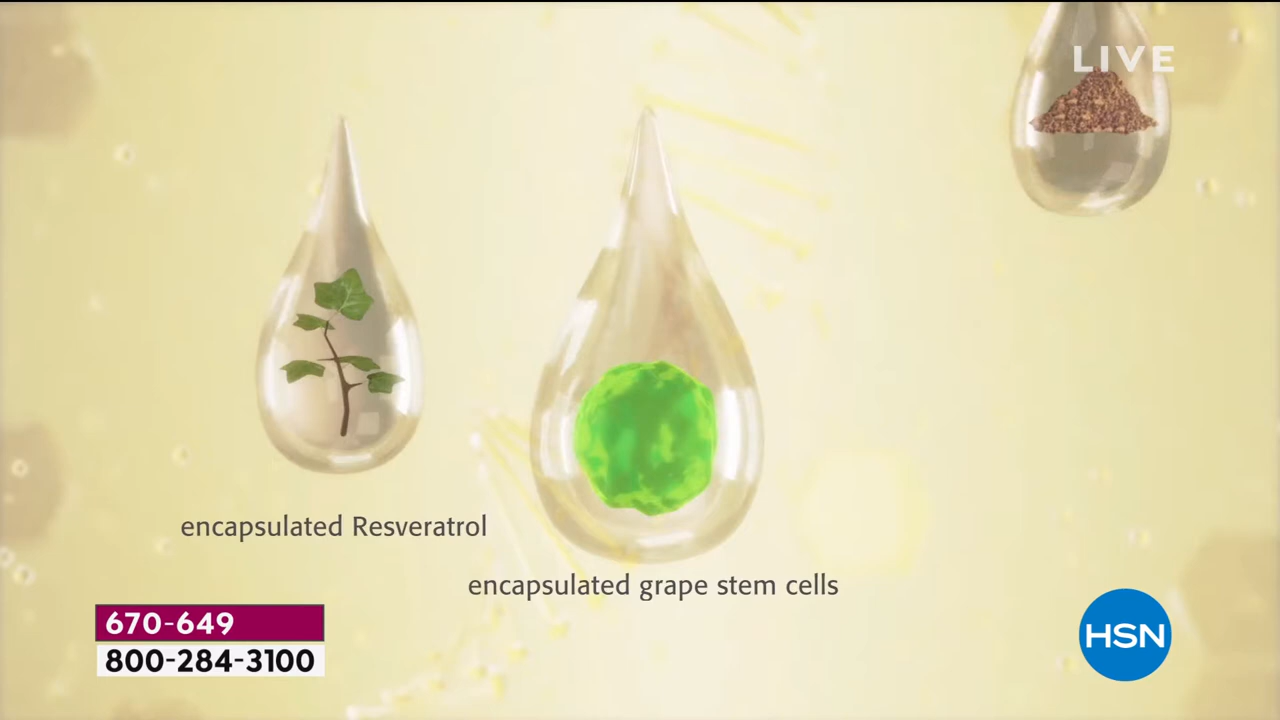 LIVE
encapsulated Resveratrol
encapsulated grape stem cells
670-649
800-284-3100
HSN